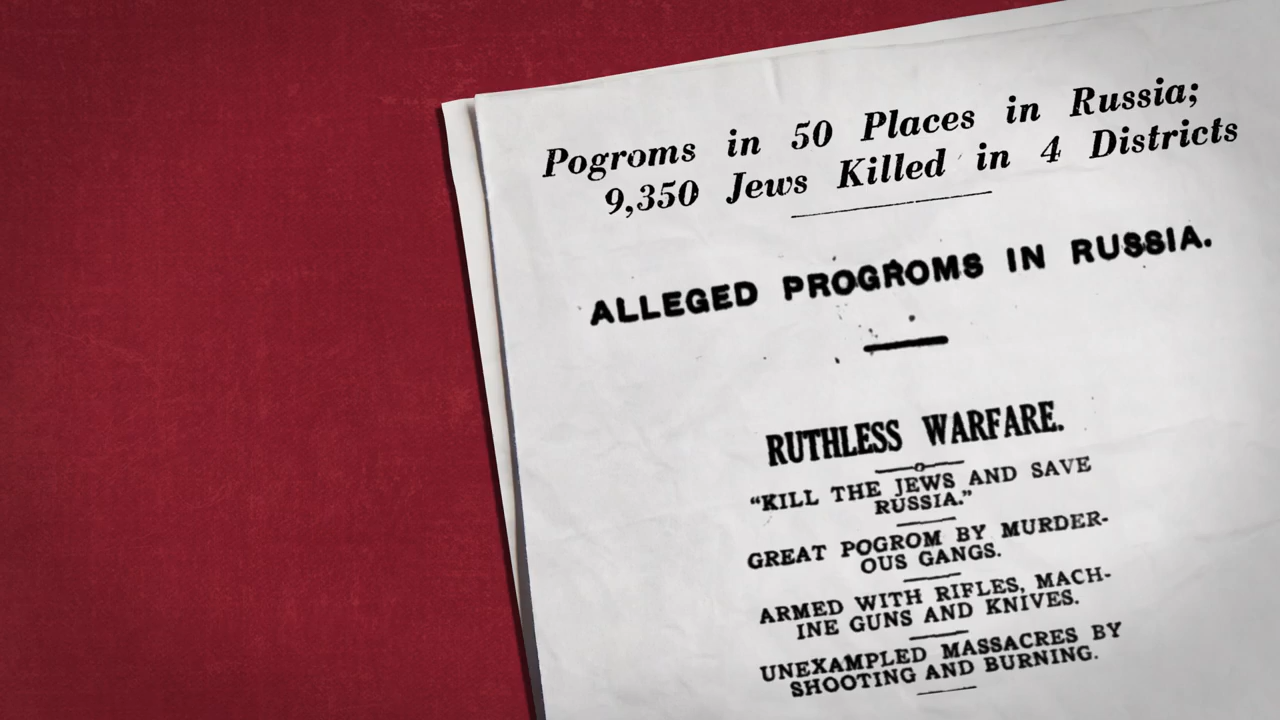 Pogroms in 50 Places in Russia;
9,350 Jews Killed in 4 Districts
ALLEGED PROGROMS IN RUSSIA.
RUTHLESS WARFARE.
“KILL THE JEWS AND SAVE
RUSSIA.”
GREAT POGROM BY MURDER-
OUS GANGS.
ARMED WITH RIFLES, MACH-
INE GUNS AND KNIVES.
UNEXAMPLED MASSACRES BY
SHOOTING AND BURNING.